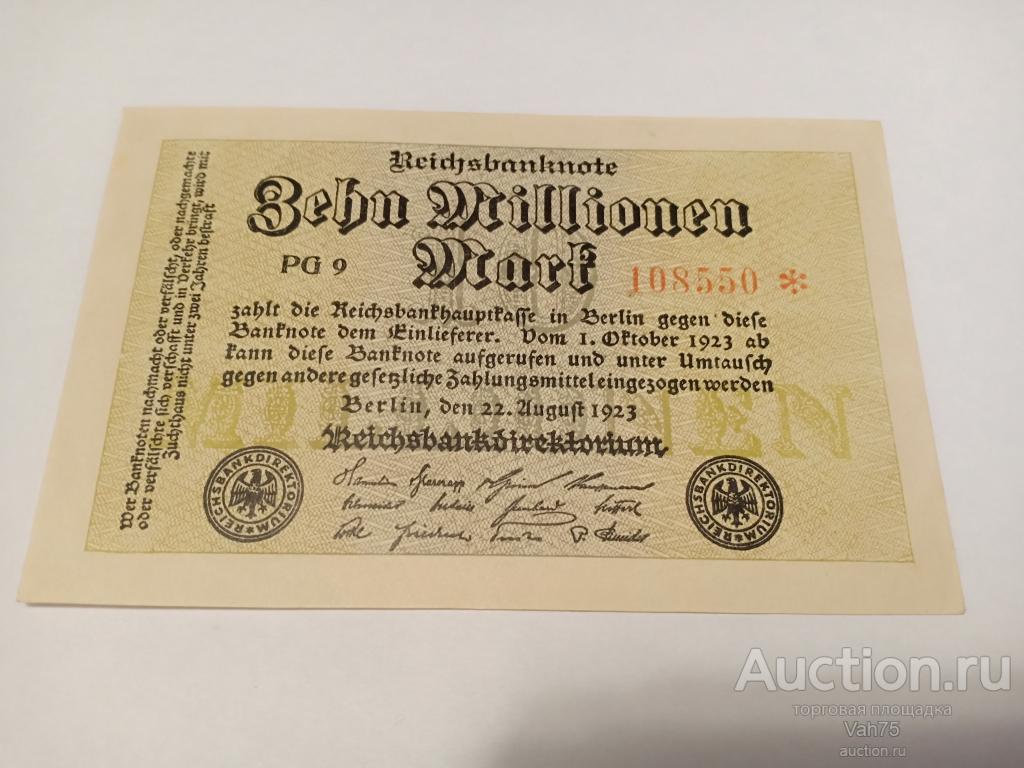 Reichsbanknote
Zehn Millionen
Mark
PG 9
108550 *
zahlt die Reichsbankhauptkasse in Berlin gegen diese
Banknote dem Einlieferer. Vom 1. Oktober 1923 ab
kann diese Banknote aufgerufen und unter Umtausch
gegen andere gesetzliche Zahlungsmittel eingezogen werden
Berlin, den 22. August 1923
Reichsbankdirektorium
Wer Banknoten nachmacht oder verfälscht, oder nachgemachte
oder verfälschte sich verschafft und in Verkehr bringt, wird mit
Zuchthaus nicht unter zwei Jahren bestraft
REICHSBANKDIREKTORIUM
REICHSBANKDIREKTORIUM
Auction.ru
торговая площадка
Vah75
auction.ru